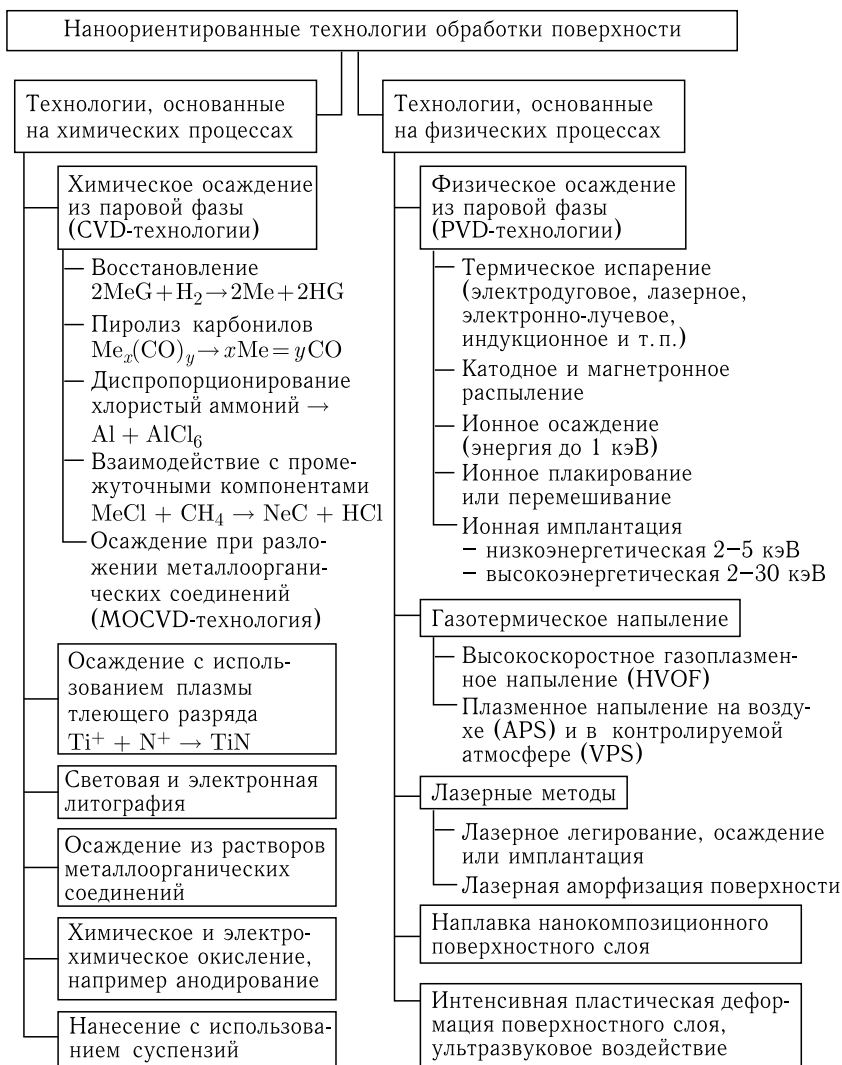 Наноориентированные технологии обработки поверхности
Технологии, основанные
на химических процессах
Химическое осаждение
из паровой фазы
(CVD-технологии)
— Восстановление
2MeG + H₂ → 2Me + 2HG
— Пиролиз карбонилов
Meₓ(CO)ᵧ → xMe = yCO
— Диспропорционирование
хлористый аммоний →
Al + AlCl₆
— Взаимодействие с проме-
жуточными компонентами
MeCl + CH₄ → NeC + HCl
— Осаждение при разло-
жении металлооргани-
ческих соединений
(MOCVD-технология)
Осаждение с исполь-
зованием плазмы
тлеющего разряда
Ti⁺ + N⁺ → TiN
Световая и электронная
литография
Осаждение из растворов
металлоорганических
соединений
Химическое и электро-
химическое окисление,
например анодирование
Нанесение с использова-
нием суспензий
Технологии, основанные
на физических процессах
Физическое осаждение
из паровой фазы
(PVD-технологии)
— Термическое испарение
(электродуговое, лазерное,
электронно-лучевое,
индукционное и т. п.)
— Катодное и магнетронное
распыление
— Ионное осаждение
(энергия до 1 кэВ)
— Ионное плакирование
или перемешивание
— Ионная имплантация
– низкоэнергетическая 2–5 кэВ
– высокоэнергетическая 2–30 кэВ
Газотермическое напыление
— Высокоскоростное газоплазмен-
ное напыление (HVOF)
— Плазменное напыление на возду-
хе (APS) и в контролируемой
атмосфере (VPS)
Лазерные методы
— Лазерное легирование, осаждение
или имплантация
— Лазерная аморфизация поверхности
Наплавка нанокомпозиционного
поверхностного слоя
Интенсивная пластическая дефор-
мация поверхностного слоя,
ультразвуковое воздействие